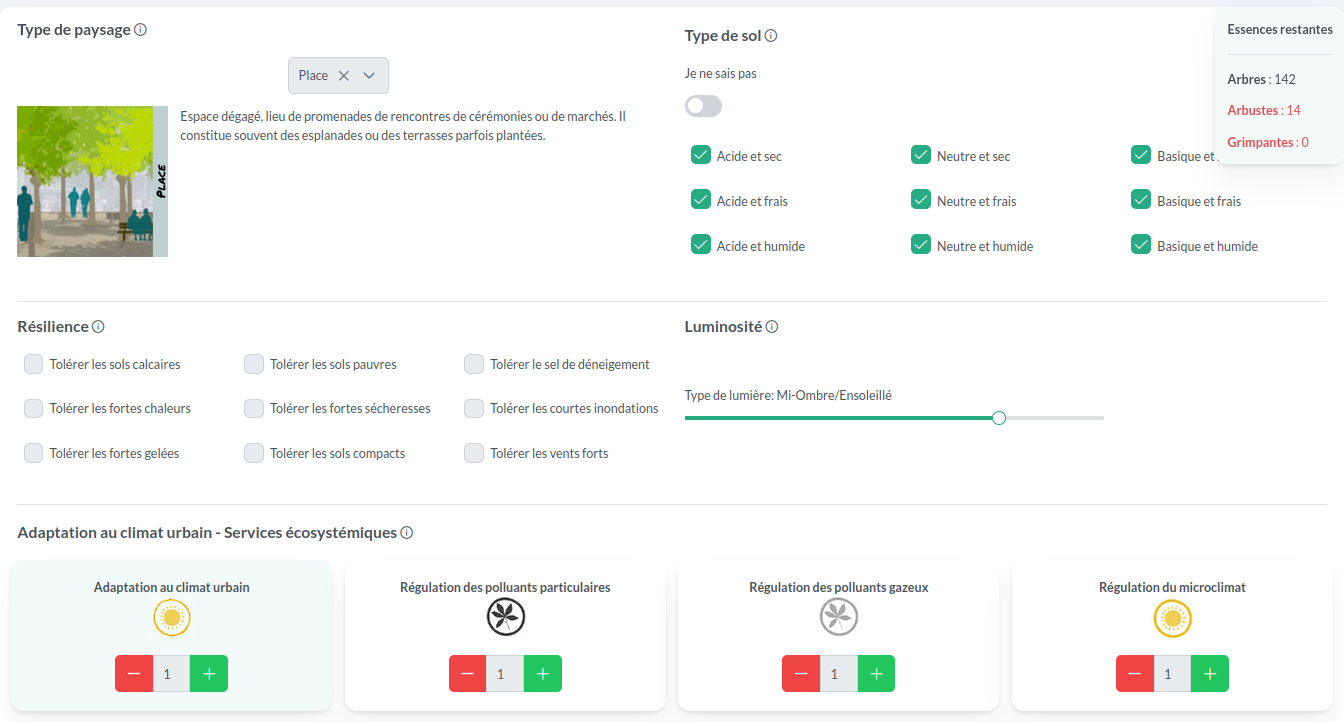 Type de paysage
Place
PLACE
Espace dégagé, lieu de promenades de rencontres de cérémonies ou de marchés. Il
constitue souvent des esplanades ou des terrasses parfois plantées.
Type de sol
Je ne sais pas
Acide et sec
Neutre et sec
Basique et
Acide et frais
Neutre et frais
Basique et frais
Acide et humide
Neutre et humide
Basique et humide
Essences restantes
Arbres : 142
Arbustes : 14
Grimpantes : 0
Résilience
Tolérer les sols calcaires
Tolérer les sols pauvres
Tolérer le sel de déneigement
Tolérer les fortes chaleurs
Tolérer les fortes sécheresses
Tolérer les courtes inondations
Tolérer les fortes gelées
Tolérer les sols compacts
Tolérer les vents forts
Luminosité
Type de lumière: Mi-Ombre/Ensoleillé
Adaptation au climat urbain - Services écosystémiques
Adaptation au climat urbain
1
Régulation des polluants particulaires
1
Régulation des polluants gazeux
1
Régulation du microclimat
1